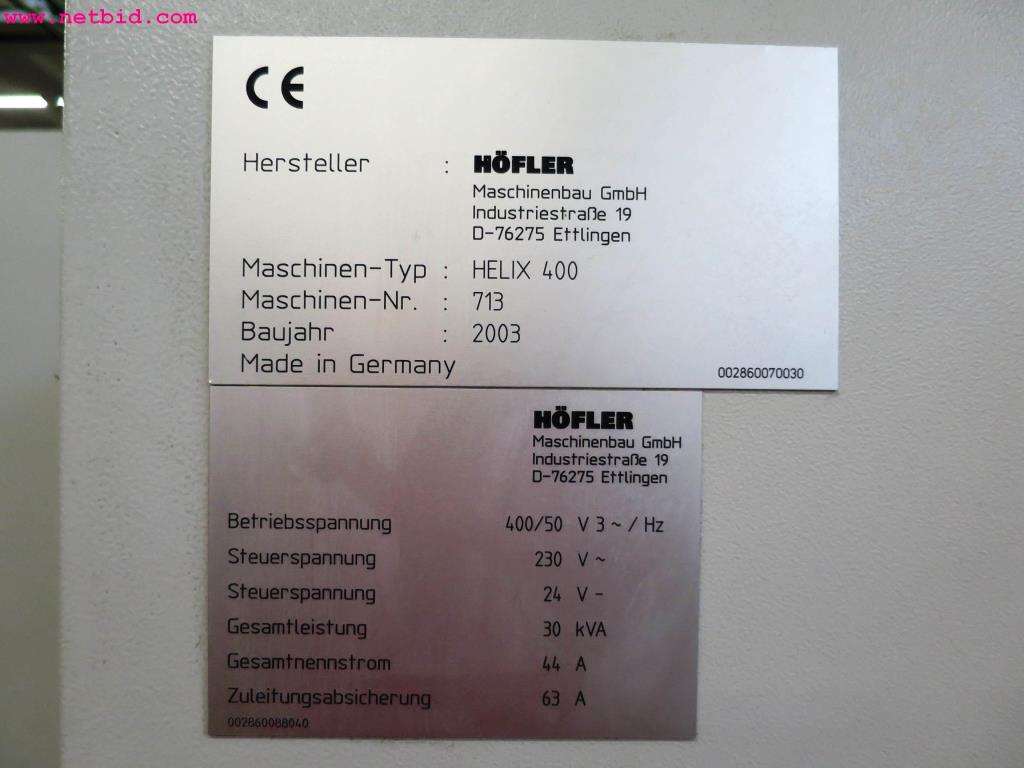 www.netbid.com
CE
Hersteller : HÖFLER
Maschinenbau GmbH
Industriestraße 19
D-76275 Ettlingen
Maschinen-Typ : HELIX 400
Maschinen-Nr. : 713
Baujahr : 2003
Made in Germany
002860070030
HÖFLER
Maschinenbau GmbH
Industriestraße 19
D-76275 Ettlingen
Betriebsspannung 400/50 V 3 ~ / Hz
Steuerspannung 230 V ~
Steuerspannung 24 V -
Gesamtleistung 30 kVA
Gesamtnennstrom 44 A
Zuleitungsabsicherung 63 A
002860088040